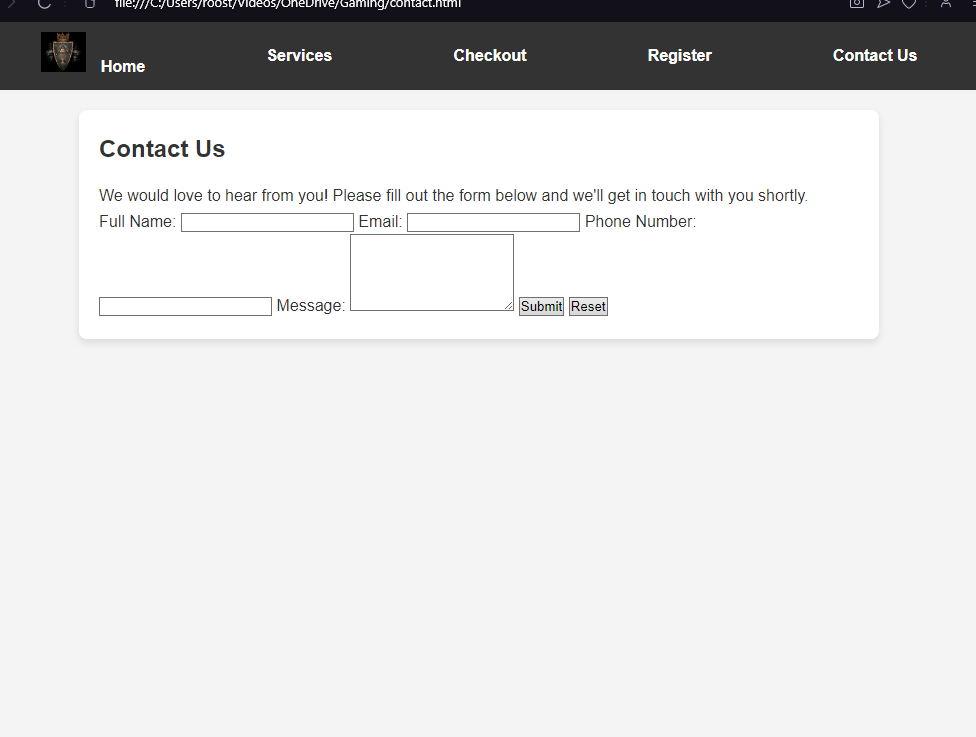 file:///C:/Users/roost/Videos/OneDrive/Gaming/contact.html
Home Services Checkout Register Contact Us
Contact Us
We would love to hear from you! Please fill out the form below and we'll get in touch with you shortly.
Full Name: Email: Phone Number:
Message: Submit Reset